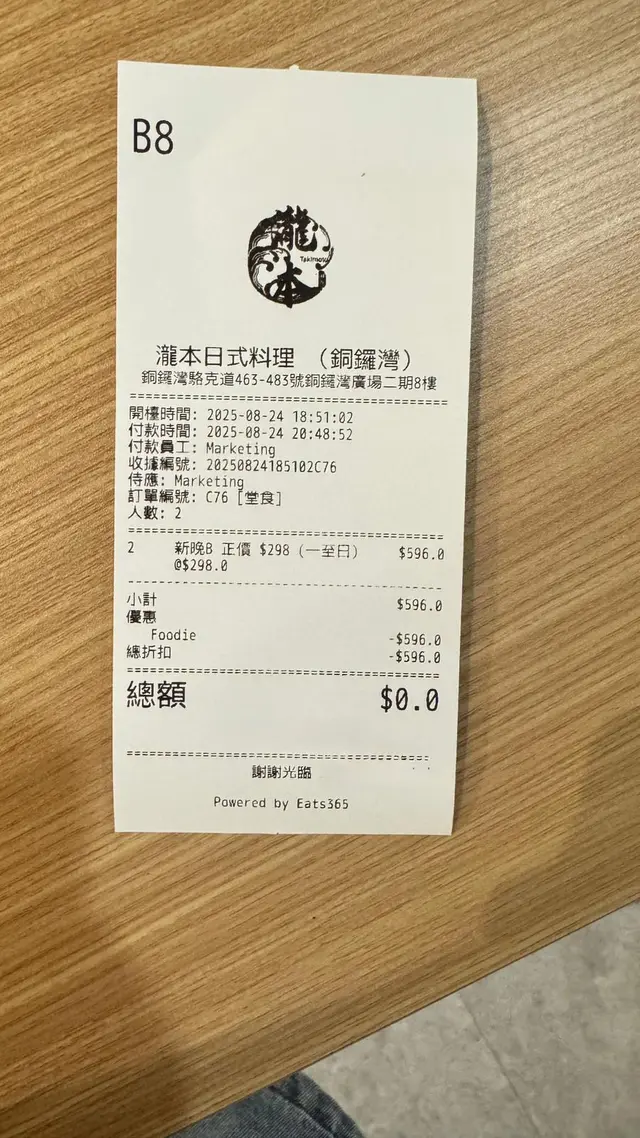 B8
瀧
Takimoto
本
瀧本日式料理 （銅鑼灣）
銅鑼灣駱克道463-483號銅鑼灣廣場二期8樓
開檯時間: 2025-08-24 18:51:02
付款時間: 2025-08-24 20:48:52
付款員工: Marketing
收據編號: 20250824185102C76
侍應: Marketing
訂單編號: C76 [堂食]
人數: 2
2 新晚B 正價 $298 (一至日) $596.0
@$298.0
小計 $596.0
優惠
Foodie -$596.0
總折扣 -$596.0
總額 $0.0
謝謝光臨
Powered by Eats365